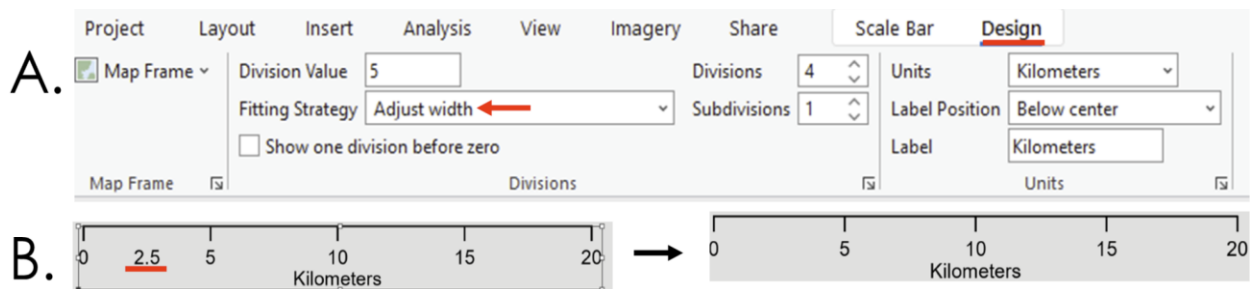 Project Layout Insert Analysis View Imagery Share Scale Bar Design
A.
Map Frame Division Value 5 Divisions 4 Units Kilometers
Fitting Strategy Adjust width Subdivisions 1 Label Position Below center
Show one division before zero Label Kilometers
Map Frame Divisions Units
B.
0 2.5 5 10 15 20
Kilometers
0 5 10 15 20
Kilometers